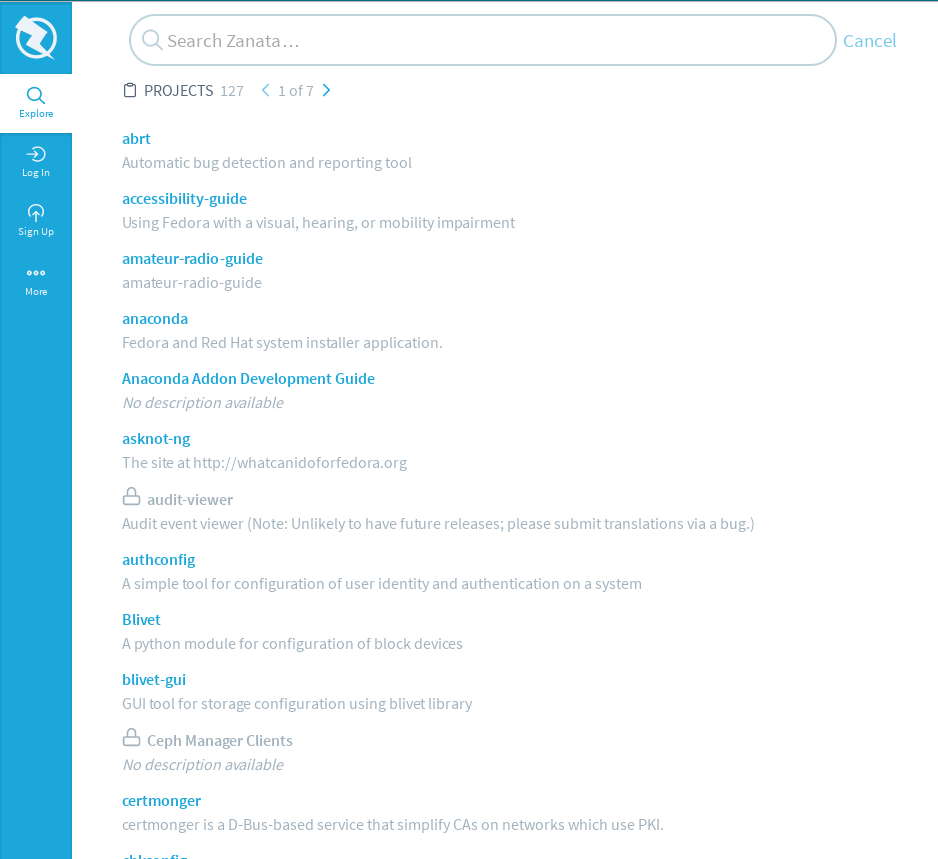 Search Zanata…
Cancel
PROJECTS 127 1 of 7
Explore
Log In
Sign Up
More
abrt
Automatic bug detection and reporting tool
accessibility-guide
Using Fedora with a visual, hearing, or mobility impairment
amateur-radio-guide
amateur-radio-guide
anaconda
Fedora and Red Hat system installer application.
Anaconda Addon Development Guide
No description available
asknot-ng
The site at http://whatcanidoforfedora.org
audit-viewer
Audit event viewer (Note: Unlikely to have future releases; please submit translations via a bug.)
authconfig
A simple tool for configuration of user identity and authentication on a system
Blivet
A python module for configuration of block devices
blivet-gui
GUI tool for storage configuration using blivet library
Ceph Manager Clients
No description available
certmonger
certmonger is a D-Bus-based service that simplify CAs on networks which use PKI.